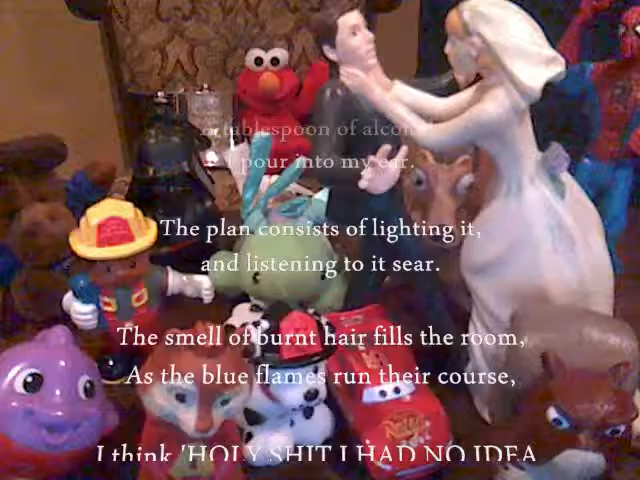 A tablespoon of alcohol
I pour into my ear.
The plan consists of lighting it,
and listening to it sear.
The smell of burnt hair fills the room,
As the blue flames run their course,
I think 'HOLY SHIT I HAD NO IDEA